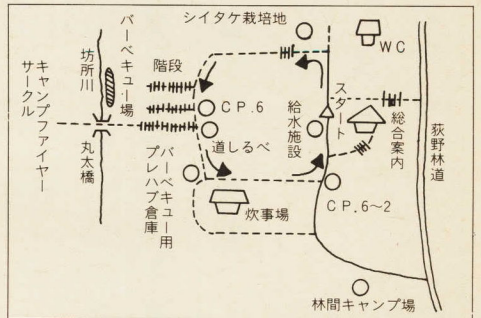 シイタケ栽培地
WC
バーベキュー場
坊所川
キャンプファイヤー
サークル
丸太橋
階段
CP.6
道しるべ
給水施設
スタート
総合案内
荻野林道
バーベキュー用
プレハブ倉庫
炊事場
CP.6~2
林間キャンプ場